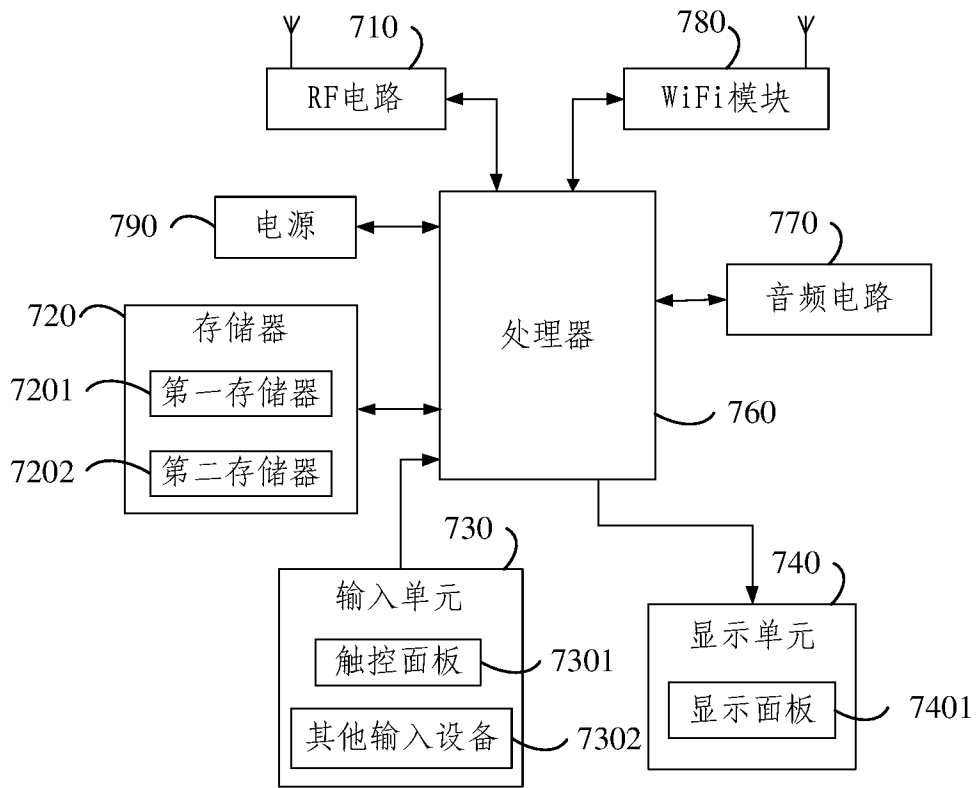 710
780
RF电路
WiFi模块
790
电源
770
音频电路
720
存储器
处理器
7201
第一存储器
760
7202
第二存储器
730
740
输入单元
显示单元
触控面板
7301
显示面板
7401
其他输入设备
7302